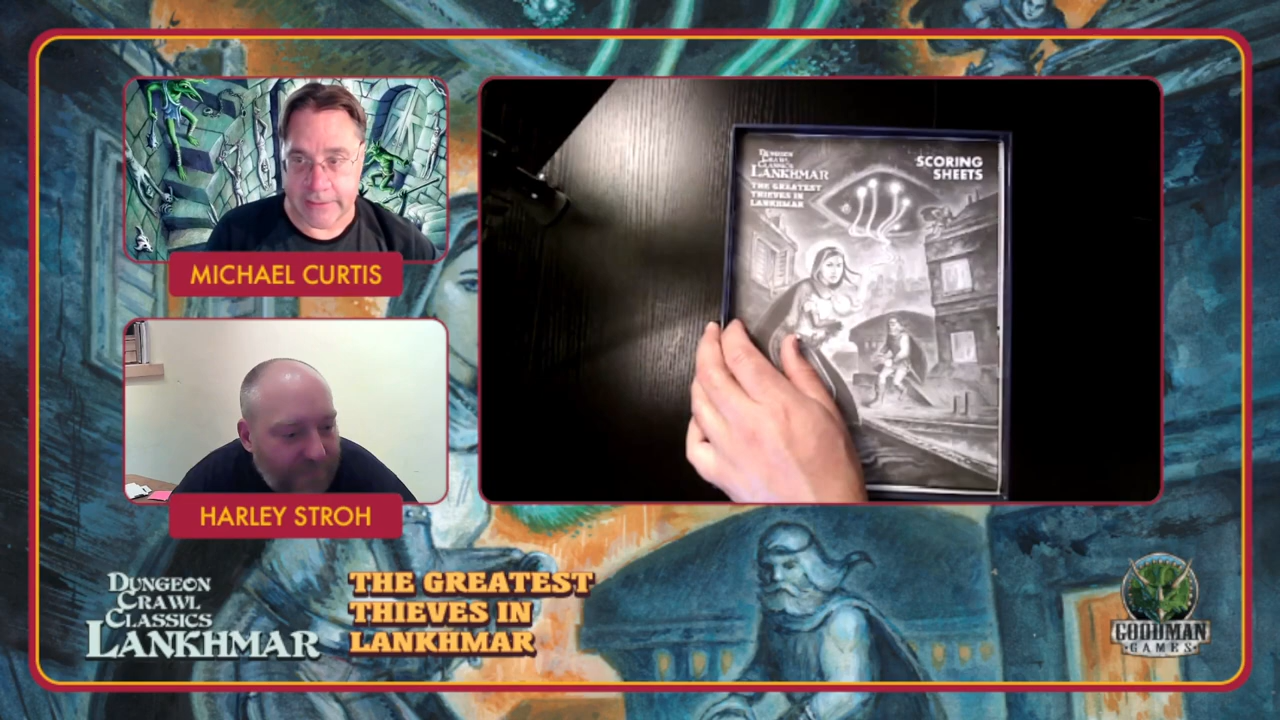 MICHAEL CURTIS
HARLEY STROH
DUNGEON
CRAWL
CLASSICS
LANKHMAR
THE GREATEST
THIEVES IN
LANKHMAR
SCORING
SHEETS
DUNGEON
CRAWL
CLASSICS
LANKHMAR
THE GREATEST
THIEVES IN
LANKHMAR
GOODMAN
GAMES